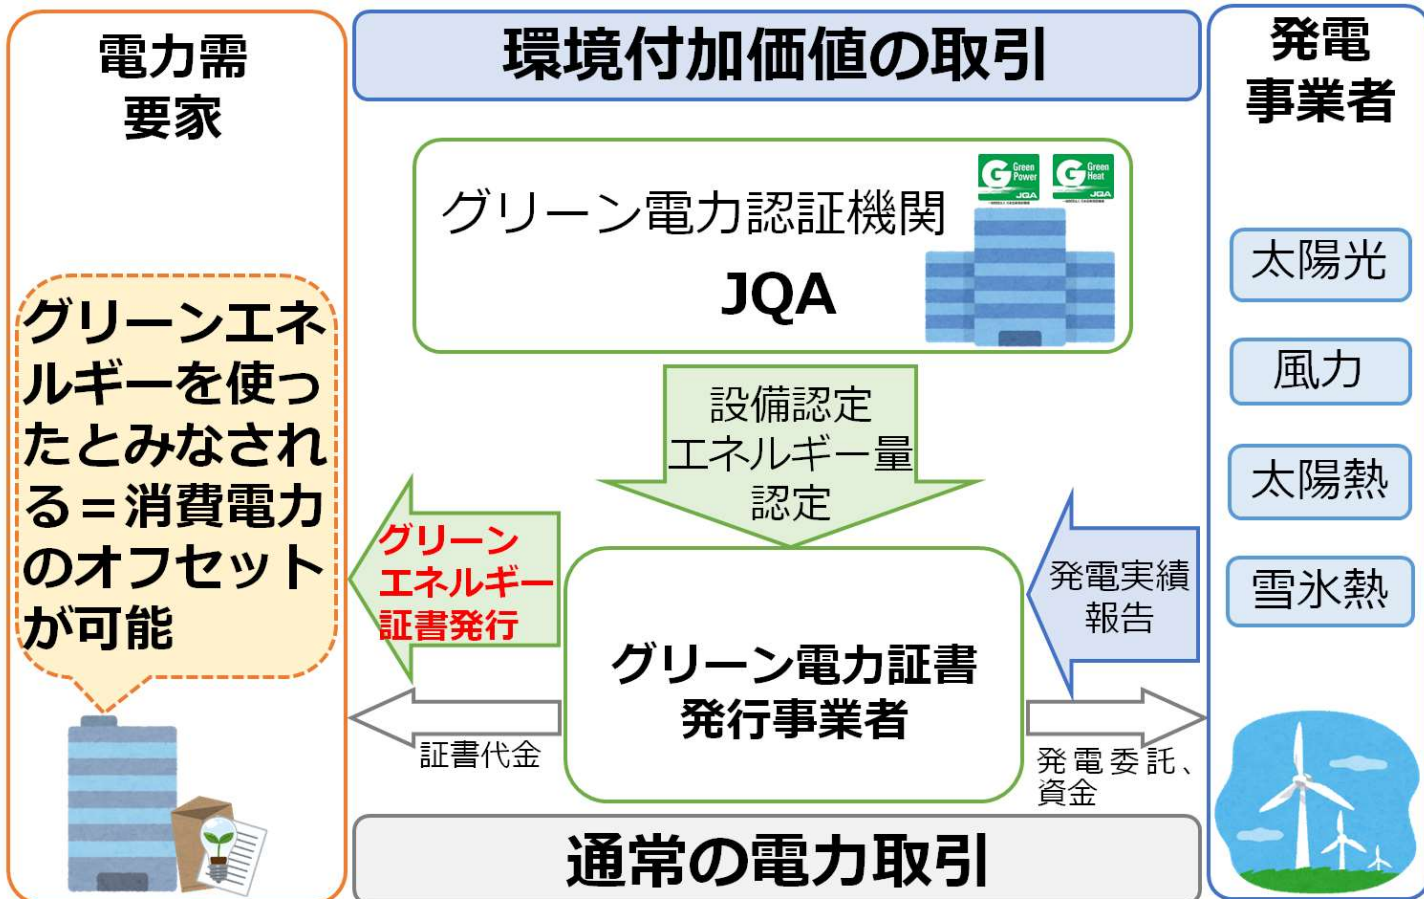 電力需
要家
環境付加価値の取引
発電
事業者
グリーン電力認証機関
JQA
Green
Power
JQA
Green
Heat
JQA
太陽光
風力
太陽熱
雪氷熱
グリーンエネ
ルギーを使っ
たとみなされ
る＝消費電力
のオフセット
が可能
設備認定
エネルギー量
認定
グリーン
エネルギー
証書発行
発電実績
報告
グリーン電力証書
発行事業者
証書代金
発電委託、
資金
通常の電力取引